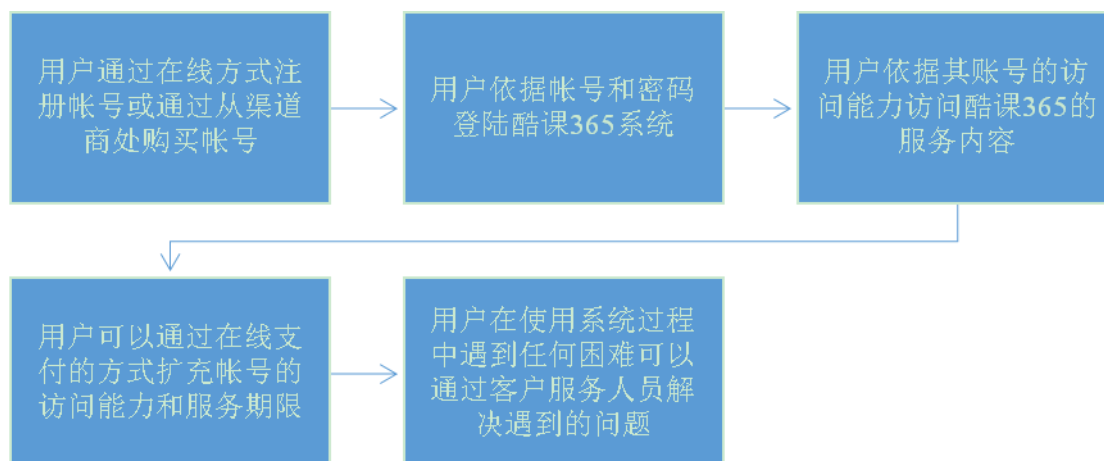 用户通过在线方式注
册帐号或通过从渠道
商处购买帐号
用户依据帐号和密码
登陆酷课365系统
用户依据其账号的访
问能力访问酷课365的
服务内容
用户可以通过在线支
付的方式扩充帐号的
访问能力和服务期限
用户在使用系统过程
中遇到任何困难可以
通过客户服务人员解
决遇到的问题